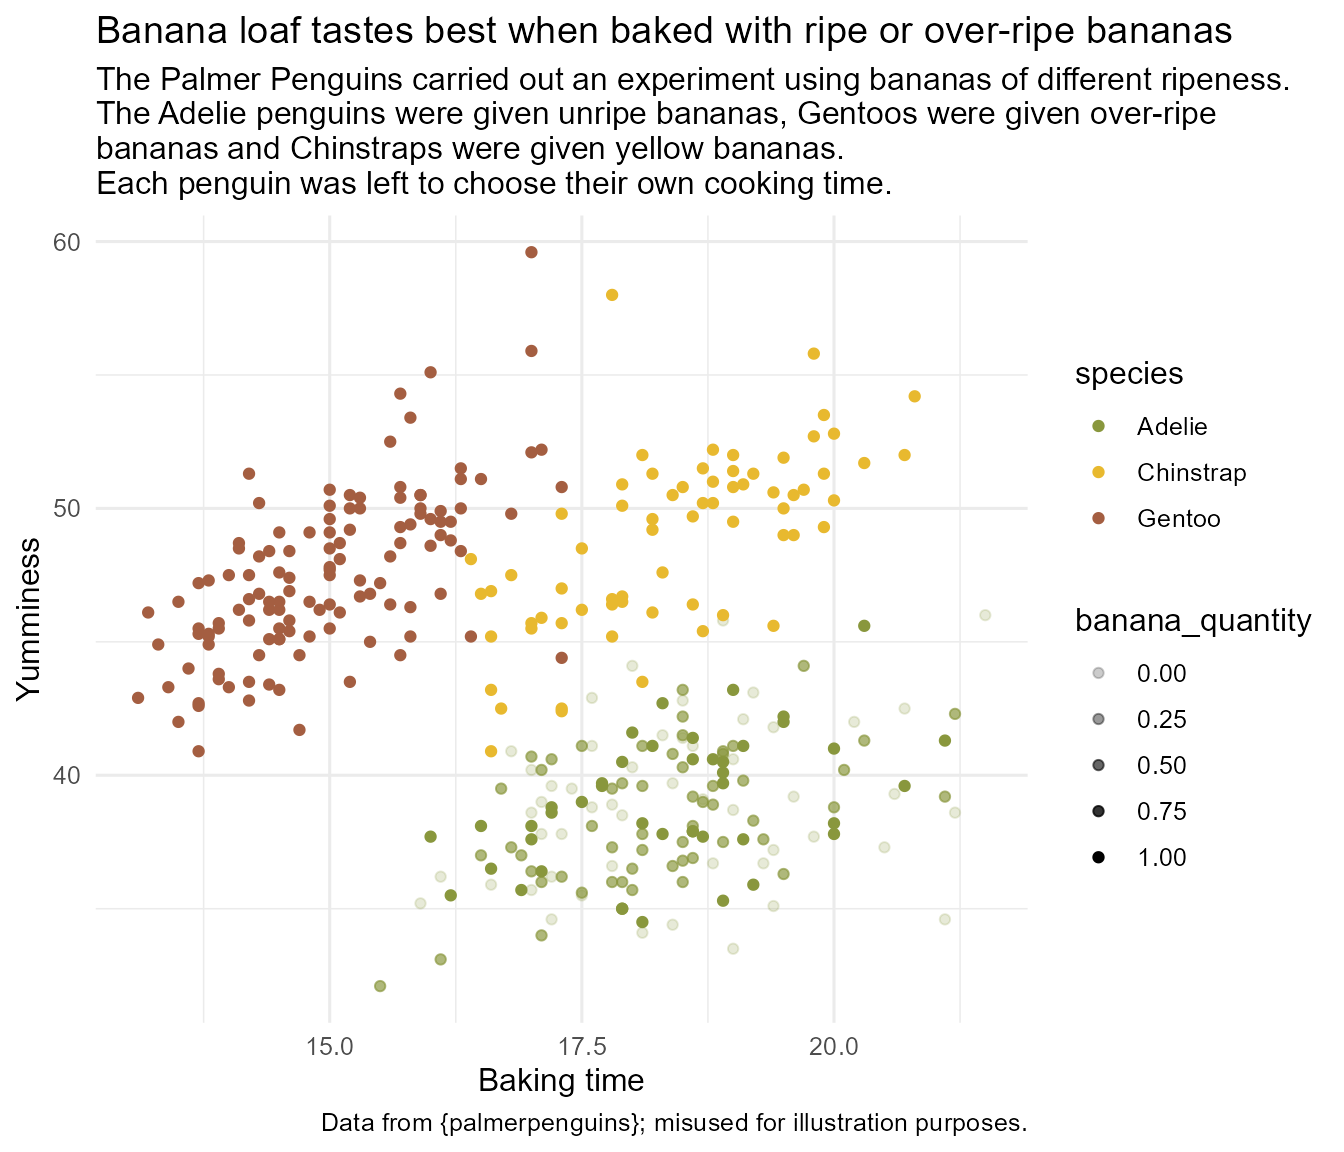 Banana loaf tastes best when baked with ripe or over-ripe bananas
The Palmer Penguins carried out an experiment using bananas of different ripeness.
The Adelie penguins were given unripe bananas, Gentoos were given over-ripe
bananas and Chinstraps were given yellow bananas.
Each penguin was left to choose their own cooking time.
60
50
40
Yumminess
15.0
17.5
20.0
Baking time
species
Adelie
Chinstrap
Gentoo
banana_quantity
0.00
0.25
0.50
0.75
1.00
Data from {palmerpenguins}; misused for illustration purposes.